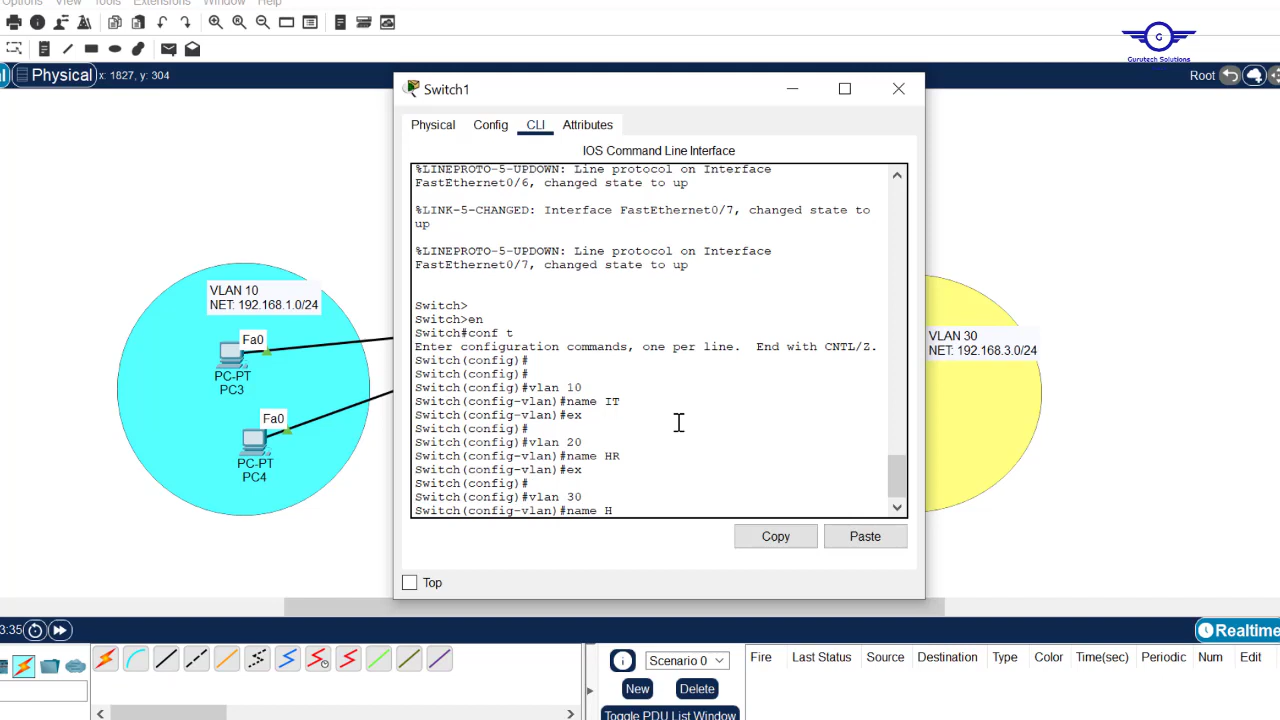 Options View Tools Extensions Window Help
G
Gurutech Solutions
Physical x: 1827, y: 304
Root
Switch1
Physical Config CLI Attributes
IOS Command Line Interface
%LINEPROTO-5-UPDOWN: Line protocol on Interface
FastEthernet0/6, changed state to up
%LINK-5-CHANGED: Interface FastEthernet0/7, changed state to
up
%LINEPROTO-5-UPDOWN: Line protocol on Interface
FastEthernet0/7, changed state to up
Switch>
Switch>en
Switch#conf t
Enter configuration commands, one per line. End with CNTL/Z.
Switch(config)#
Switch(config)#
Switch(config)#vlan 10
Switch(config-vlan)#name IT
Switch(config-vlan)#ex
Switch(config)#
Switch(config)#vlan 20
Switch(config-vlan)#name HR
Switch(config-vlan)#ex
Switch(config)#
Switch(config)#vlan 30
Switch(config-vlan)#name H
Copy Paste
Top
VLAN 10
NET: 192.168.1.0/24
Fa0
PC-PT
PC3
Fa0
PC-PT
PC4
VLAN 30
NET: 192.168.3.0/24
3:35
Realtime
Scenario 0
New Delete
Toggle PDU List Window
Fire Last Status Source Destination Type Color Time(sec) Periodic Num Edit